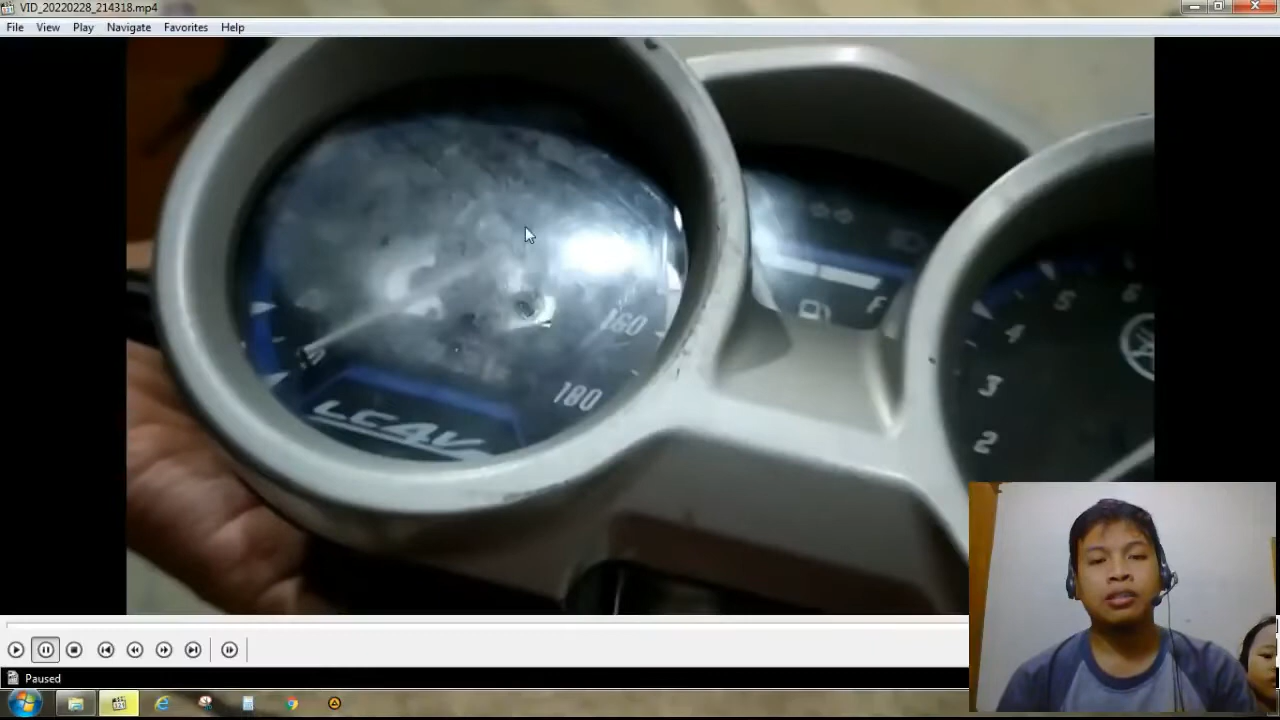 VID_20220228_214318.mp4
File View Play Navigate Favorites Help
160
180
LC4V
F
6
5
4
3
2
Paused